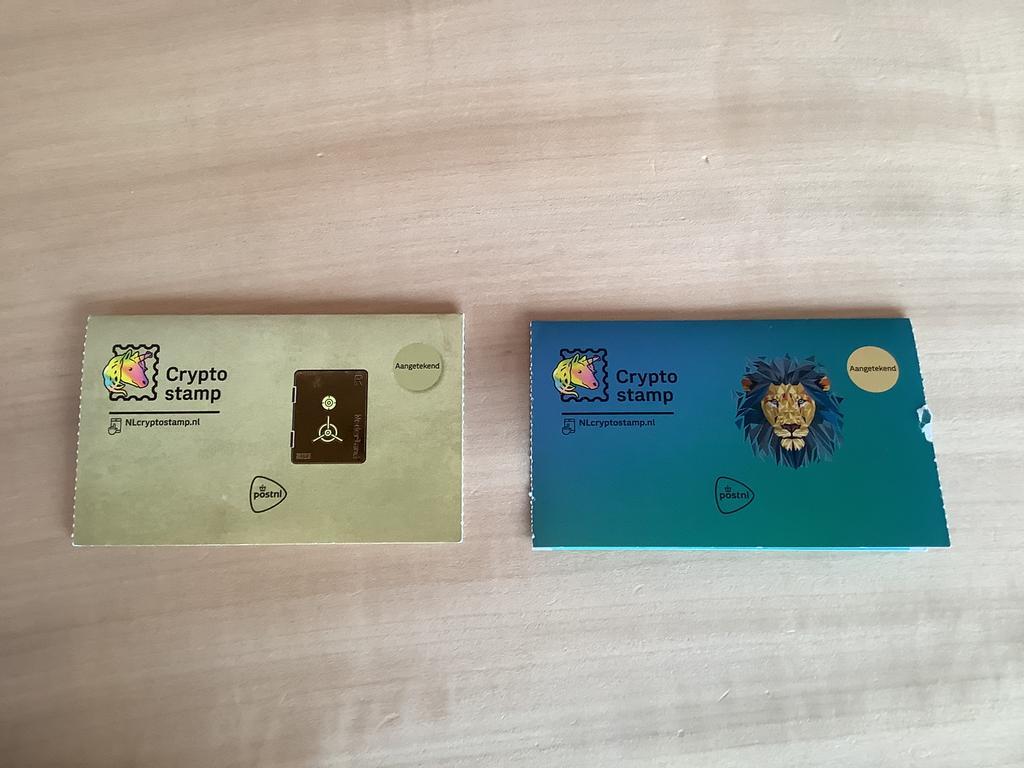 Crypto
stamp
NLcryptostamp.nl
Aangetekend
postnl
Crypto
stamp
NLcryptostamp.nl
Aangetekend
postnl